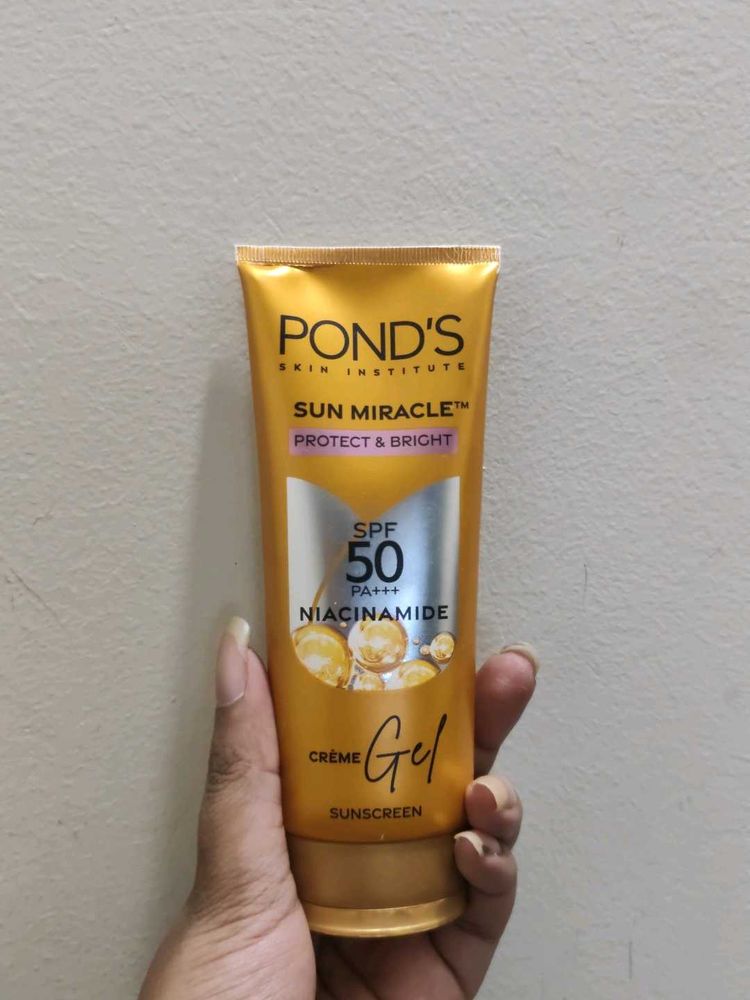 POND'S
SKIN INSTITUTE
SUN MIRACLE™
PROTECT & BRIGHT
SPF
50
PA+++
NIACINAMIDE
CRÈME Gel
SUNSCREEN